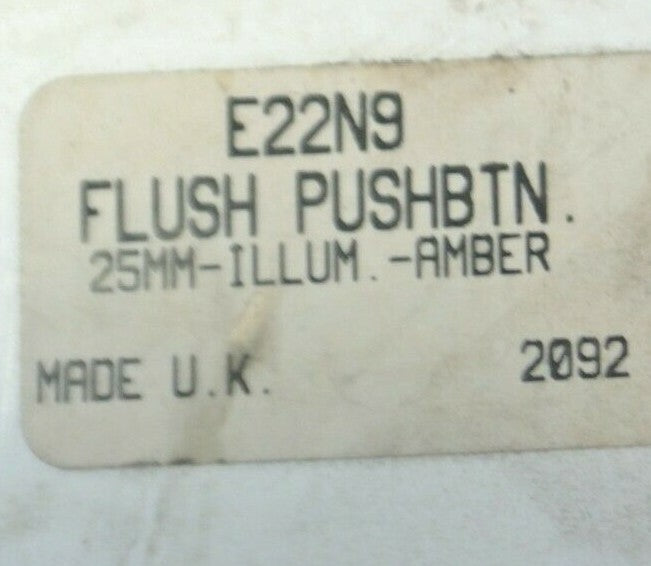 E22N9
FLUSH PUSHBTN.
25MM-ILLUM.-AMBER
MADE U.K. 2092